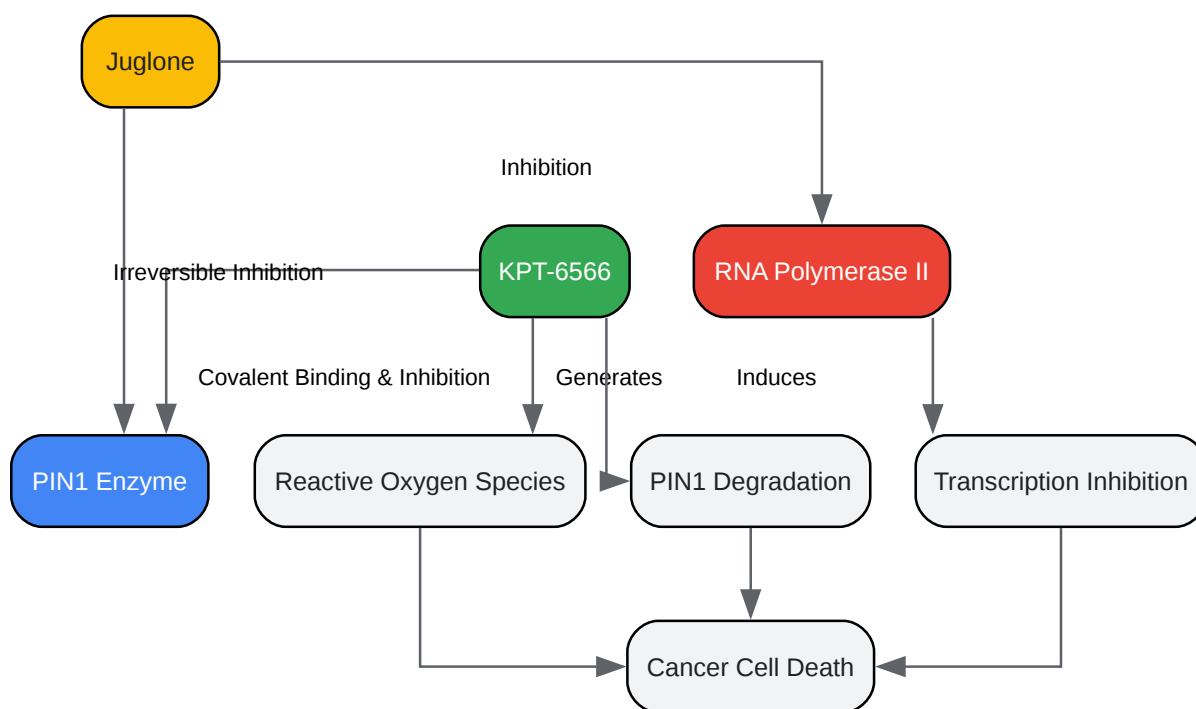 Juglone
Inhibition
KPT-6566
RNA Polymerase II
Irreversible Inhibition
Covalent Binding & Inhibition
Generates
Induces
PIN1 Enzyme
Reactive Oxygen Species
PIN1 Degradation
Transcription Inhibition
Cancer Cell Death